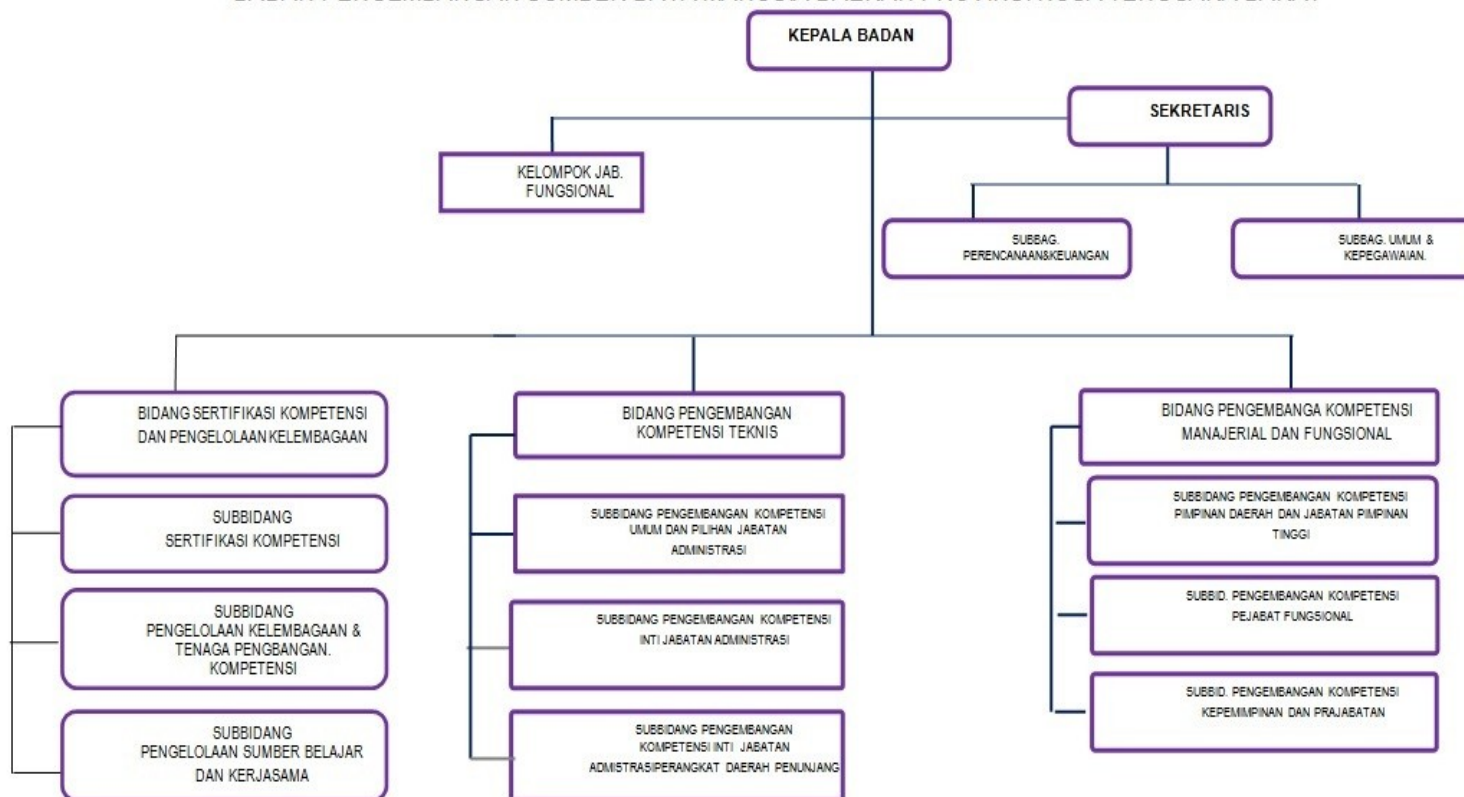 KEPALA BADAN
SEKRETARIS
KELOMPOK JAB.
FUNGSIONAL
SUBBAG.
PERENCANAAN&KEUANGAN
SUBBAG. UMUM &
KEPEGAWAIAN.
BIDANG SERTIFIKASI KOMPETENSI
DAN PENGELOLAAN KELEMBAGAAN
SUBBIDANG
SERTIFIKASI KOMPETENSI
SUBBIDANG
PENGELOLAAN KELEMBAGAAN &
TENAGA PENGBANGAN.
KOMPETENSI
SUBBIDANG
PENGELOLAAN SUMBER BELAJAR
DAN KERJASAMA
BIDANG PENGEMBANGAN
KOMPETENSI TEKNIS
SUBBIDANG PENGEMBANGAN KOMPETENSI
UMUM DAN PILIHAN JABATAN
ADMINISTRASI
SUBBIDANG PENGEMBANGAN KOMPETENSI
INTI JABATAN ADMINISTRASI
SUBBIDANG PENGEMBANGAN
KOMPETENSI INTI JABATAN
ADMISTRASIPERANGKAT DAERAH PENUNJANG
BIDANG PENGEMBANGA KOMPETENSI
MANAJERIAL DAN FUNGSIONAL
SUBBIDANG PENGEMBANGAN KOMPETENSI
PIMPINAN DAERAH DAN JABATAN PIMPINAN
TINGGI
SUBBID. PENGEMBANGAN KOMPETENSI
PEJABAT FUNGSIONAL
SUBBID. PENGEMBANGAN KOMPETENSI
KEPEMIMPINAN DAN PRAJABATAN